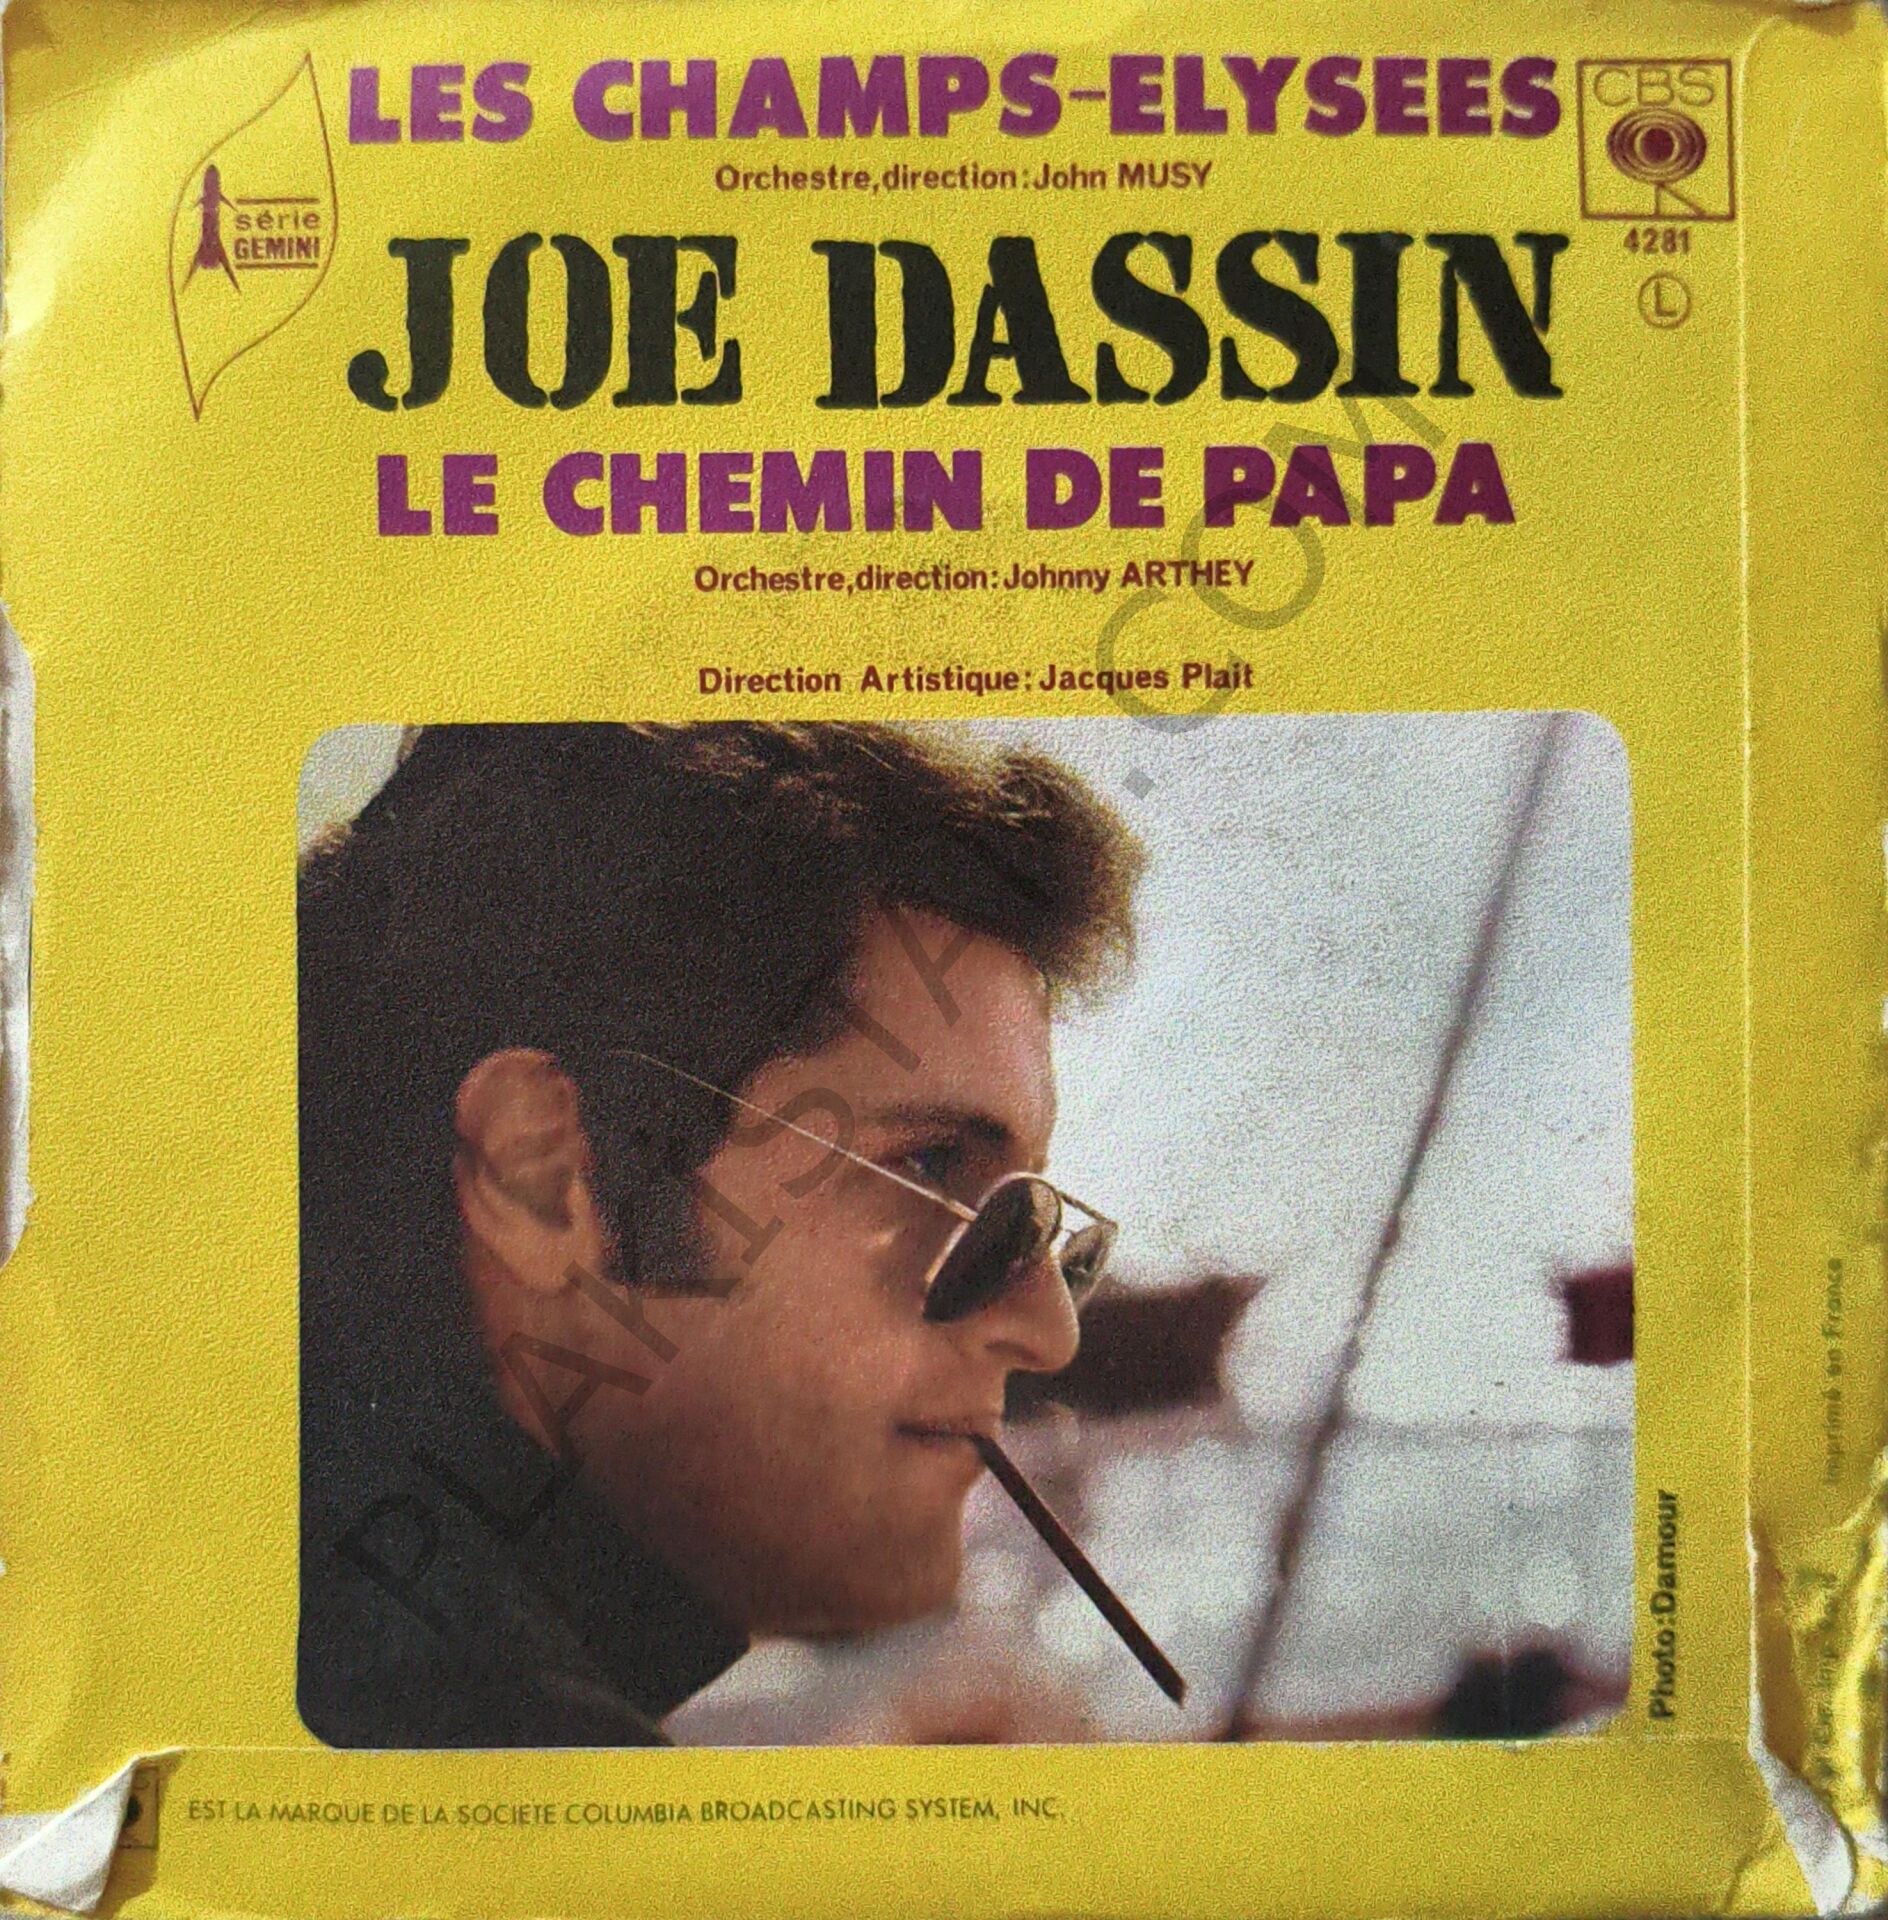 LES CHAMPS-ELYSEES
CBS
Orchestre,direction:John MUSY
série
GEMINI
4281
L
JOE DASSIN
LE CHEMIN DE PAPA
Orchestre,direction:Johnny ARTHEY
Direction Artistique:Jacques Plait
PLAKISTAN.COM
Photo:Damour
Imprimé en France
EST LA MARQUE DE LA SOCIETE COLUMBIA BROADCASTING SYSTEM, INC.